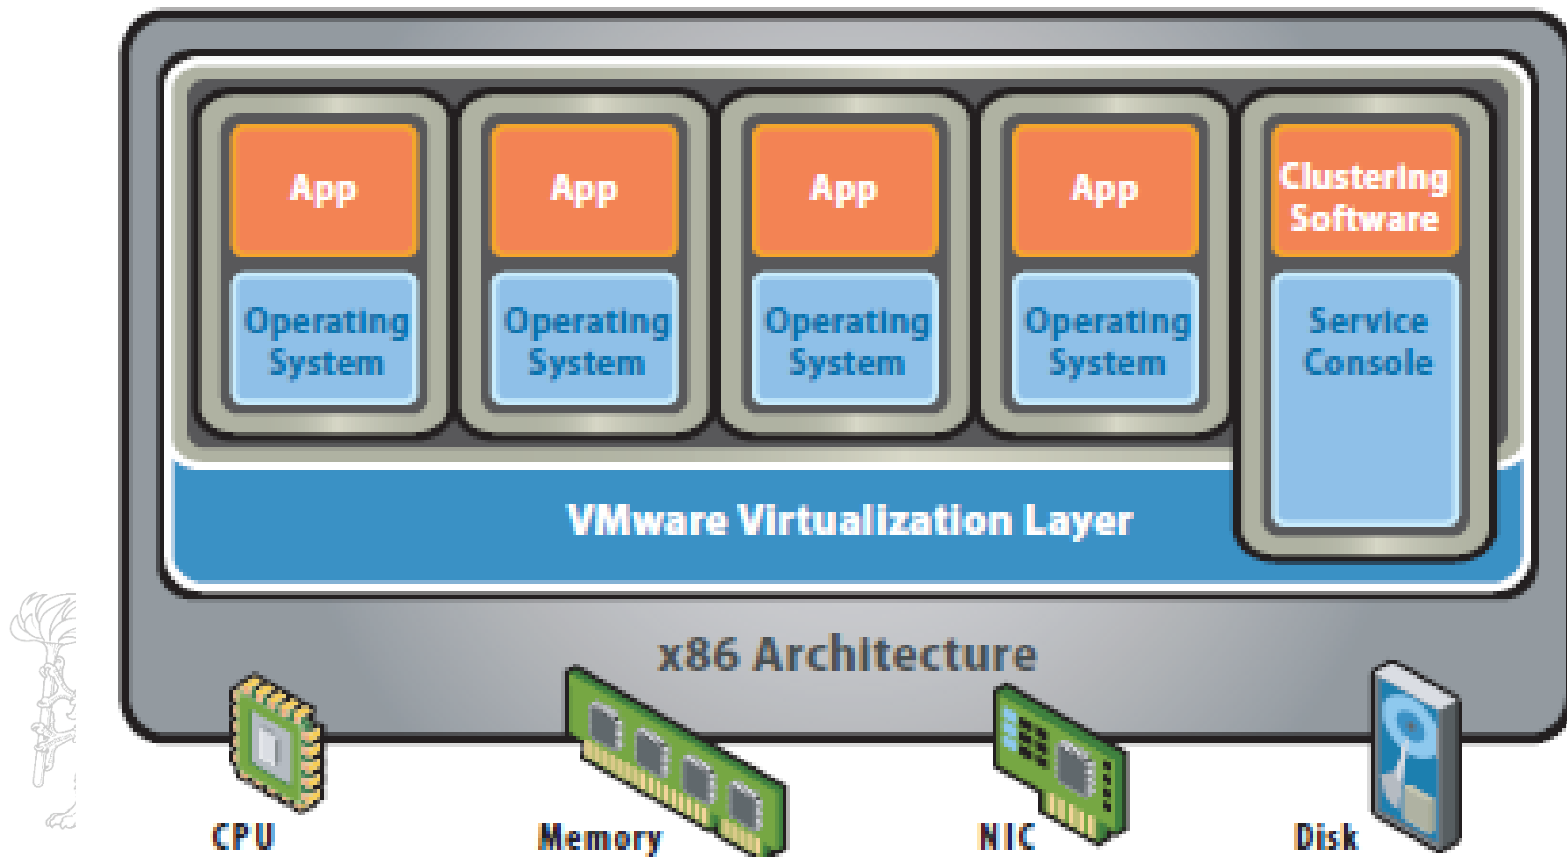 App
App
App
App
Clustering
Software
Operating
System
Operating
System
Operating
System
Operating
System
Service
Console
VMware Virtualization Layer
x86 Architecture
CPU
Memory
NIC
Disk